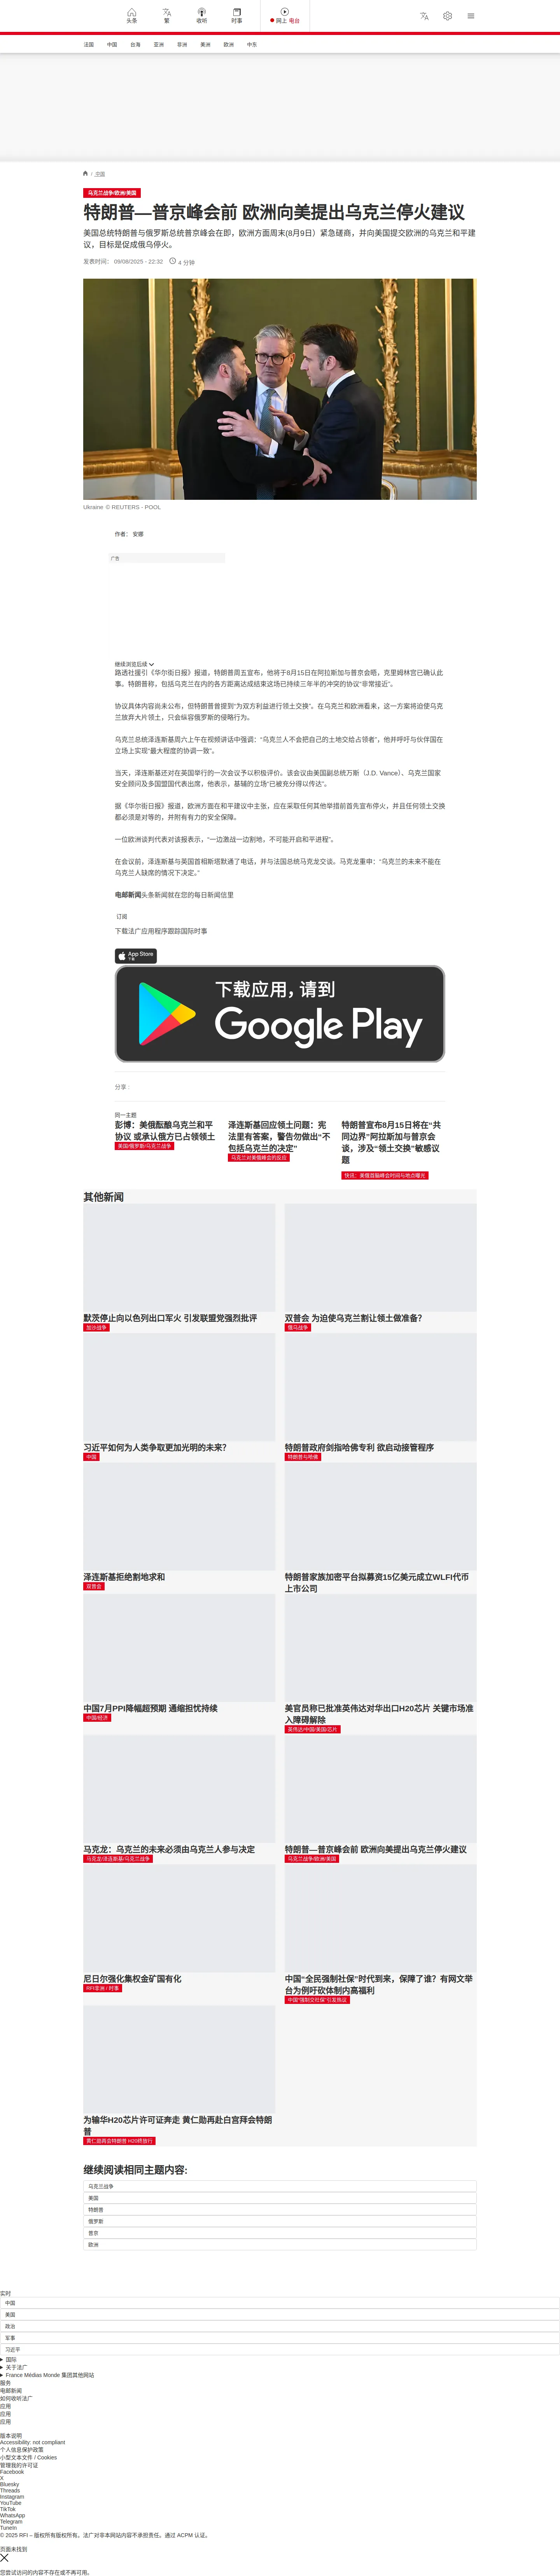 头条
繁
收听
时事
网上 电台
法国 中国 台海 亚洲 非洲 美洲 欧洲 中东
/ 中国
乌克兰战争/欧洲/美国
特朗普—普京峰会前 欧洲向美提出乌克兰停火建议
美国总统特朗普与俄罗斯总统普京峰会在即，欧洲方面周末(8月9日）紧急磋商，并向美国提交欧洲的乌克兰和平建
议，目标是促成俄乌停火。
发表时间： 09/08/2025 - 22:32 4 分钟
Ukraine © REUTERS - POOL
作者： 安娜
广告
继续浏览后续
路透社援引《华尔街日报》报道，特朗普周五宣布，他将于8月15日在阿拉斯加与普京会晤，克里姆林宫已确认此
事。特朗普称，包括乌克兰在内的各方距离达成结束这场已持续三年半的冲突的协议“非常接近”。
协议具体内容尚未公布，但特朗普曾提到“为双方利益进行领土交换”。在乌克兰和欧洲看来，这一方案将迫使乌克
兰放弃大片领土，只会纵容俄罗斯的侵略行为。
乌克兰总统泽连斯基周六上午在视频讲话中强调：“乌克兰人不会把自己的土地交给占领者”，他并呼吁与伙伴国在
立场上实现“最大程度的协调一致”。
当天，泽连斯基还对在英国举行的一次会议予以积极评价。该会议由美国副总统万斯（J.D. Vance）、乌克兰国家
安全顾问及多国盟国代表出席，他表示，基辅的立场“已被充分得以传达”。
据《华尔街日报》报道，欧洲方面在和平建议中主张，应在采取任何其他举措前首先宣布停火，并且任何领土交换
都必须是对等的，并附有有力的安全保障。
一位欧洲谈判代表对该报表示，“一边激战一边割地，不可能开启和平进程”。
在会议前，泽连斯基与英国首相斯塔默通了电话，并与法国总统马克龙交谈。马克龙重申：“乌克兰的未来不能在
乌克兰人缺席的情况下决定。”
电邮新闻头条新闻就在您的每日新闻信里
订阅
下载法广应用程序跟踪国际时事
App Store
下载
下载应用，请到
Google Play
分享 :
同一主题
彭博：美俄酝酿乌克兰和平
协议 或承认俄方已占领领土
美国/俄罗斯/乌克兰战争
泽连斯基回应领土问题：宪
法里有答案，警告勿做出“不
包括乌克兰的决定”
乌克兰对美俄峰会的反应
特朗普宣布8月15日将在“共
同边界”阿拉斯加与普京会
谈，涉及“领土交换”敏感议
题
快讯：美俄首脑峰会时间与地点曝光
其他新闻
默茨停止向以色列出口军火 引发联盟党强烈批评
加沙战争
双普会 为迫使乌克兰割让领土做准备？
俄乌战争
习近平如何为人类争取更加光明的未来？
中国
特朗普政府剑指哈佛专利 欲启动接管程序
特朗普与哈佛
泽连斯基拒绝割地求和
双普会
特朗普家族加密平台拟募资15亿美元成立WLFI代币
上市公司
中国7月PPI降幅超预期 通缩担忧持续
中国/经济
美官员称已批准英伟达对华出口H20芯片 关键市场准
入障碍解除
英伟达/中国/美国/芯片
马克龙：乌克兰的未来必须由乌克兰人参与决定
马克龙/泽连斯基/乌克兰战争
特朗普—普京峰会前 欧洲向美提出乌克兰停火建议
乌克兰战争/欧洲/美国
尼日尔强化集权金矿国有化
RFI非洲 / 时事
中国“全民强制社保”时代到来，保障了谁？有网文举
台为例吁砍体制内高福利
中国“强制交社保”引发热议
为输华H20芯片许可证奔走 黄仁勋再赴白宫拜会特朗
普
黄仁勋再会特朗普 H20终放行
继续阅读相同主题内容:
乌克兰战争
美国
特朗普
俄罗斯
普京
欧洲
实时
中国
美国
政治
军事
习近平
国际
关于法广
France Médias Monde 集团其他网站
服务
电邮新闻
如何收听法广
应用
应用
应用
版本说明
Accessibility: not compliant
个人信息保护政策
小型文本文件 / Cookies
管理我的许可证
Facebook
X
Bluesky
Threads
Instagram
YouTube
TikTok
WhatsApp
Telegram
TuneIn
© 2025 RFI – 版权所有版权所有。法广对非本网站内容不承担责任。通过 ACPM 认证。
页面未找到
您尝试访问的内容不存在或不再可用。